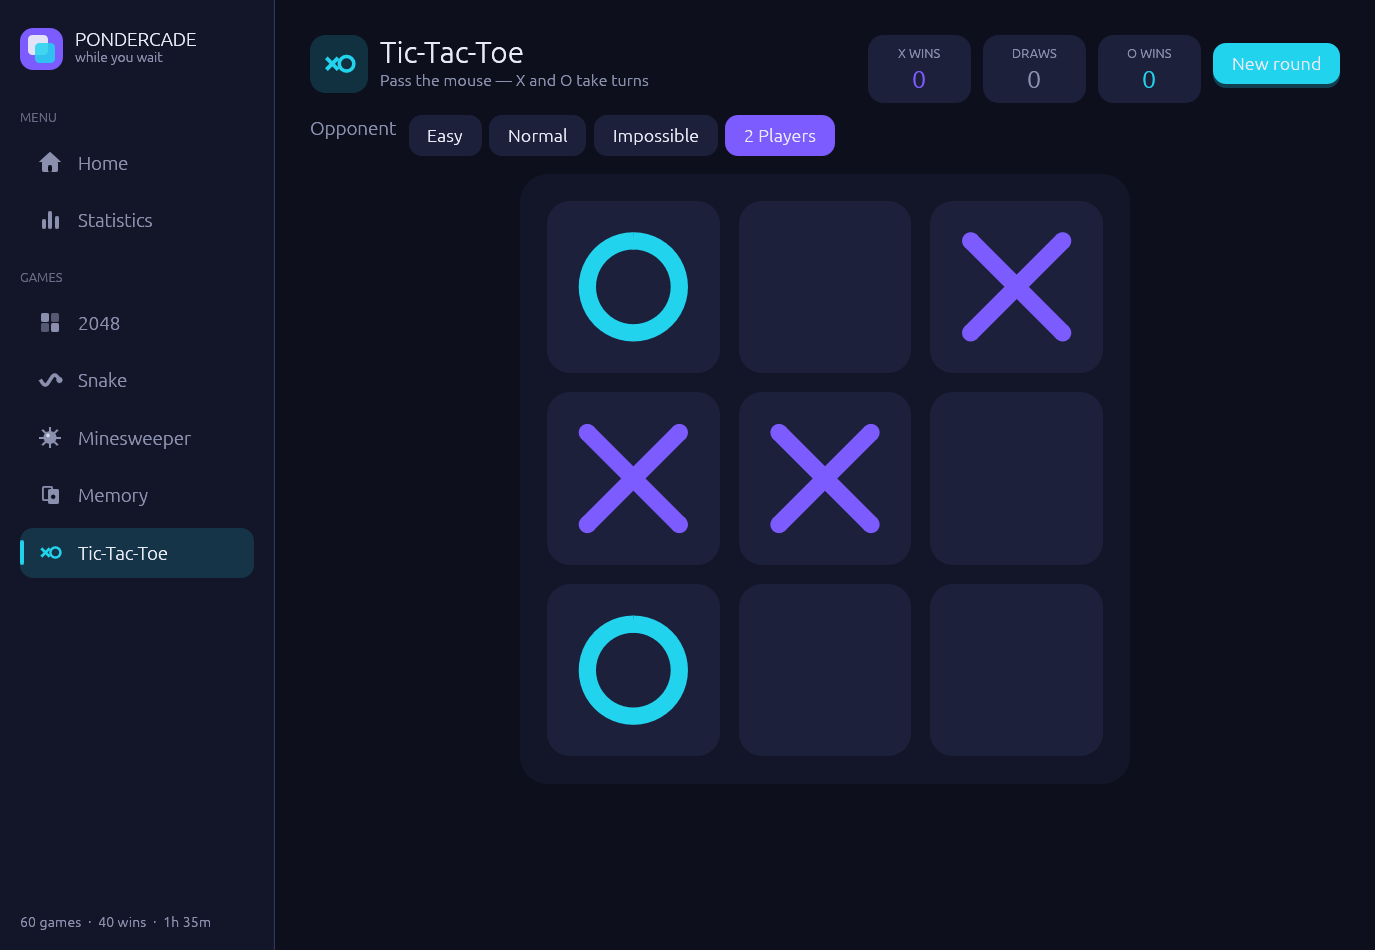 PONDERCADE
while you wait
MENU
Home
Statistics
GAMES
2048
Snake
Minesweeper
Memory
Tic-Tac-Toe
60 games · 40 wins · 1h 35m
Tic-Tac-Toe
Pass the mouse — X and O take turns
X WINS
0
DRAWS
0
O WINS
0
New round
Opponent
Easy
Normal
Impossible
2 Players